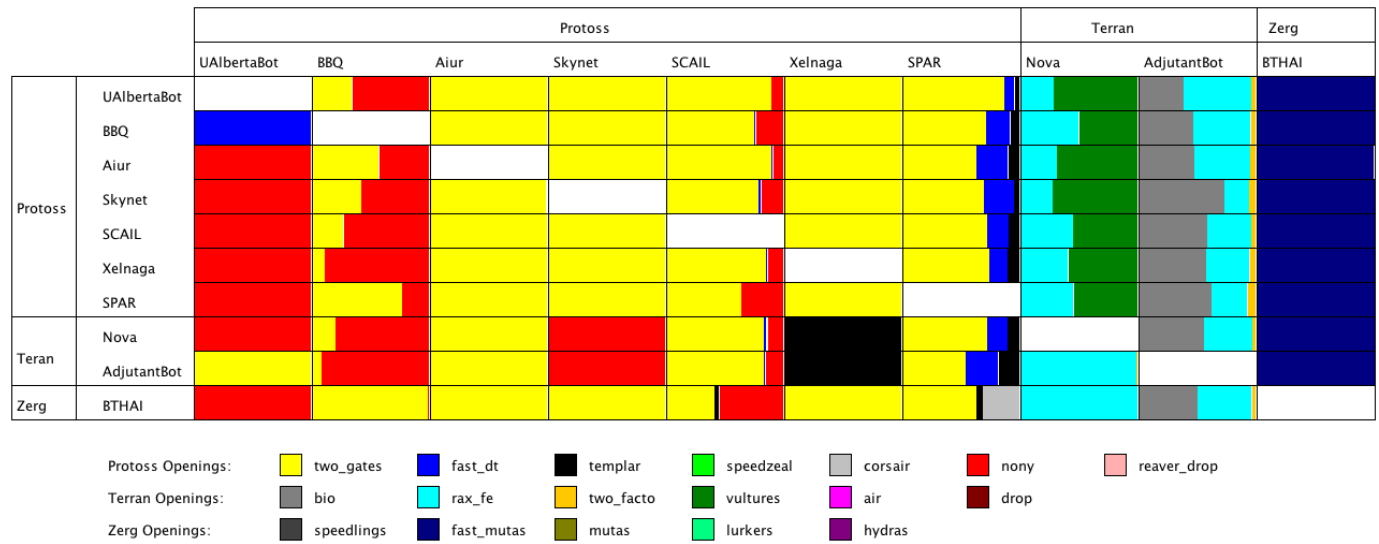 Protoss Terran Zerg
UAlbertaBot BBQ Aiur Skynet SCAIL Xelnaga SPAR Nova AdjutantBot BTHAI
UAlbertaBot
BBQ
Aiur
Skynet
Protoss
SCAIL
Xelnaga
SPAR
Nova
Teran
AdjutantBot
Zerg BTHAI
Protoss Openings: two_gates fast_dt templar speedzeal corsair nony reaver_drop
Terran Openings: bio rax_fe two_facto vultures air drop
Zerg Openings: speedlings fast_mutas mutas lurkers hydras